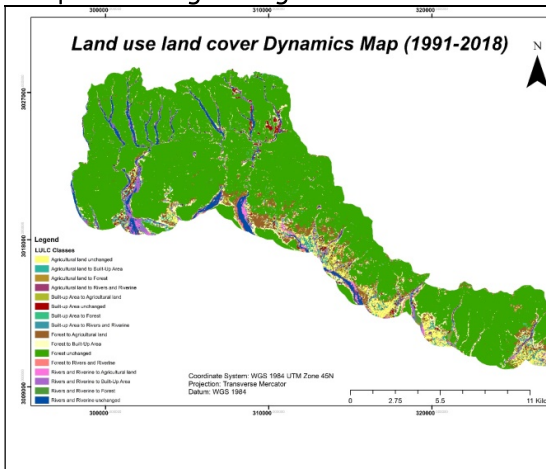 300000 310000 320000
Land use land cover Dynamics Map (1991-2018)
N
3027000
3018000
3009000
Legend
LULC Classes
Agricultural land unchanged
Agricultural land to Built-Up Area
Agricultural land to Forest
Agricultural land to Rivers and Riverine
Built-up Area to Agricultural land
Built-up Area unchanged
Built-up Area to Forest
Built-up Area to Rivers and Riverine
Forest to Agricultural land
Forest to Built-Up Area
Forest unchanged
Forest to Rivers and Riverine
Rivers and Riverine to Agricultural land
Rivers and Riverine to Built-Up Area
Rivers and Riverine to Forest
Rivers and Riverine unchanged
Coordinate System: WGS 1984 UTM Zone 45N
Projection: Transverse Mercator
Datum: WGS 1984
0 2.75 5.5 11 Kilo
300000 310000 320000